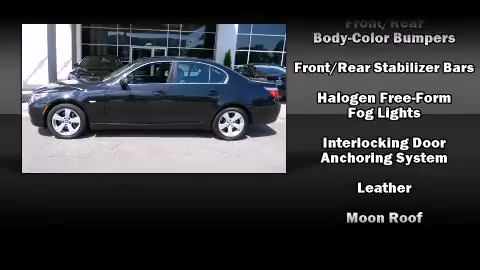 Front/Rear
Body-Color Bumpers
Front/Rear Stabilizer Bars
Halogen Free-Form
Fog Lights
Interlocking Door
Anchoring System
Leather
Moon Roof